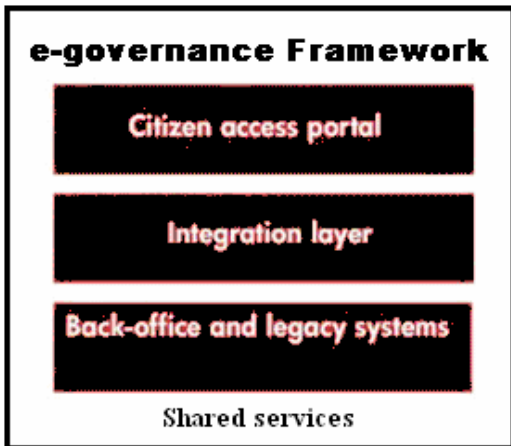 e-governance Framework
Citizen access portal
Integration layer
Back-office and legacy systems
Shared services